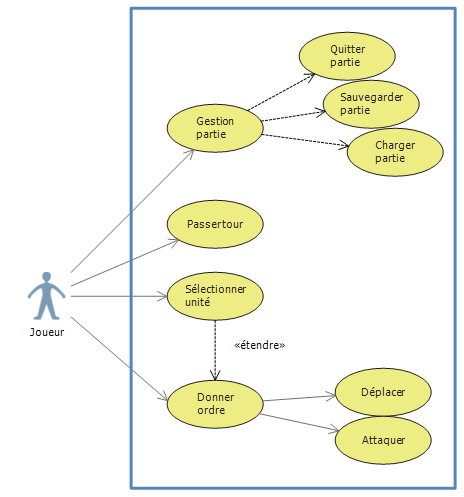 Quitter
partie
Sauvegarder
partie
Gestion
partie
Charger
partie
Passertour
Sélectionner
unité
Joueur
«étendre»
Donner
ordre
Déplacer
Attaquer